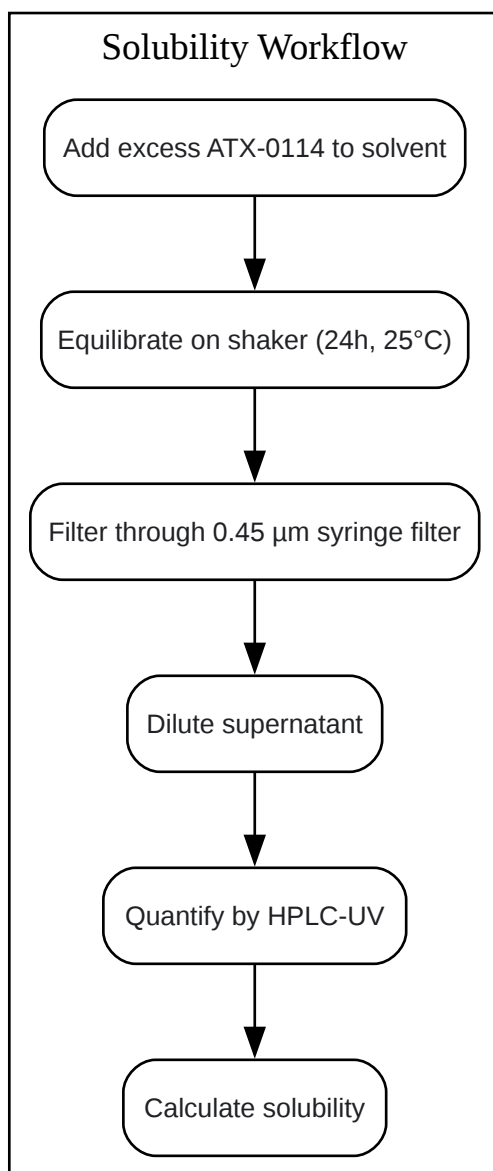 Solubility Workflow
Add excess ATX-0114 to solvent
Equilibrate on shaker (24h, 25°C)
Filter through 0.45 µm syringe filter
Dilute supernatant
Quantify by HPLC-UV
Calculate solubility